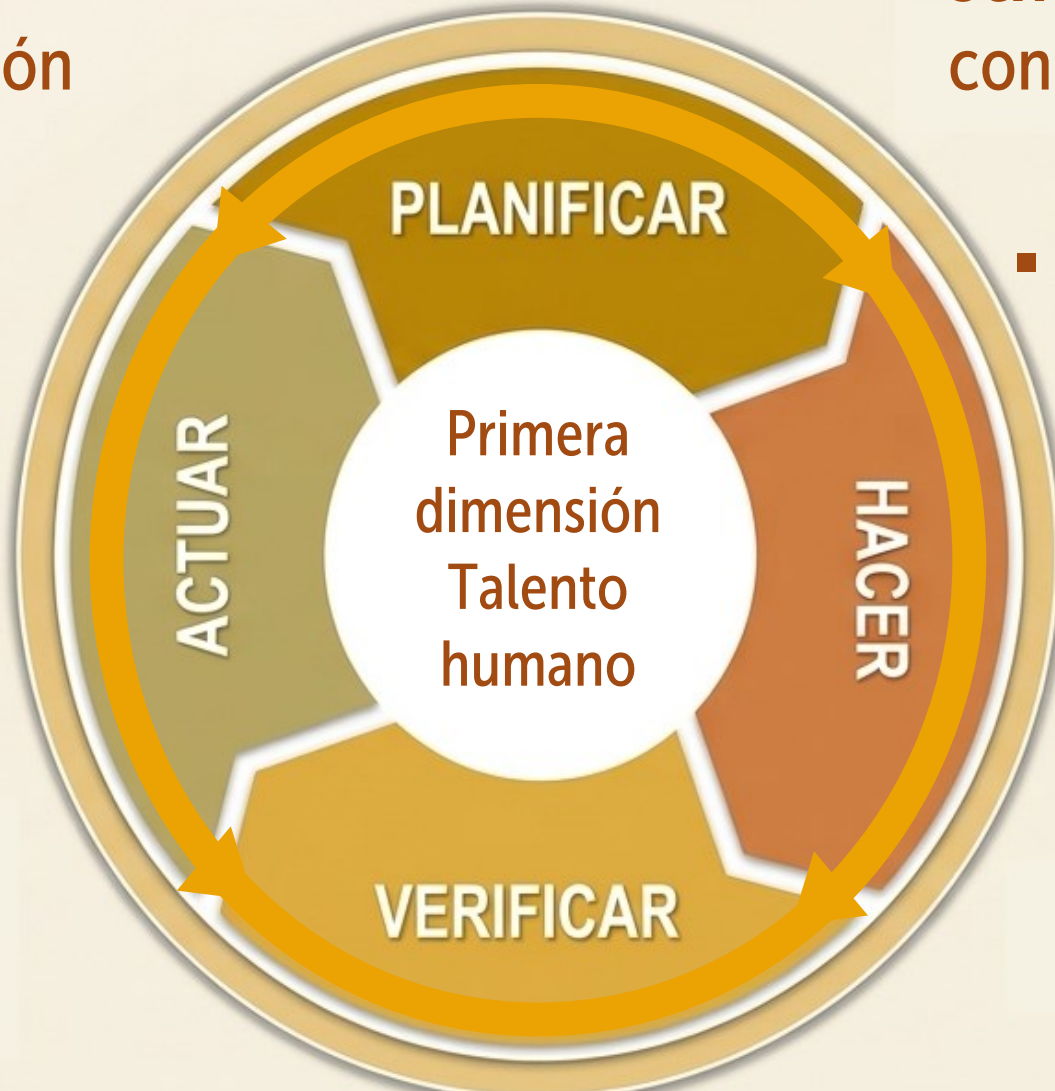 ón
con
PLANIFICAR
Primera
dimensión
Talento
humano
ACTUAR
HACER
VERIFICAR